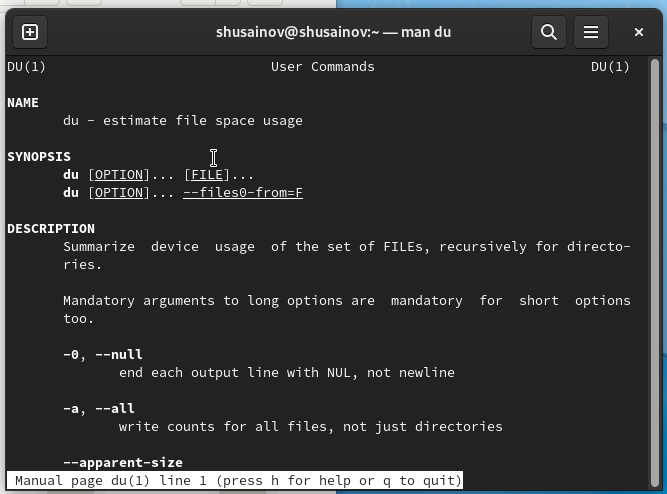 shusainov@shusainov:~ — man du
DU(1) User Commands DU(1)
NAME
du - estimate file space usage
SYNOPSIS
du [OPTION]... [FILE]...
du [OPTION]... --files0-from=F
DESCRIPTION
Summarize device usage of the set of FILEs, recursively for directo-
ries.
Mandatory arguments to long options are mandatory for short options
too.
-0, --null
end each output line with NUL, not newline
-a, --all
write counts for all files, not just directories
--apparent-size
Manual page du(1) line 1 (press h for help or q to quit)